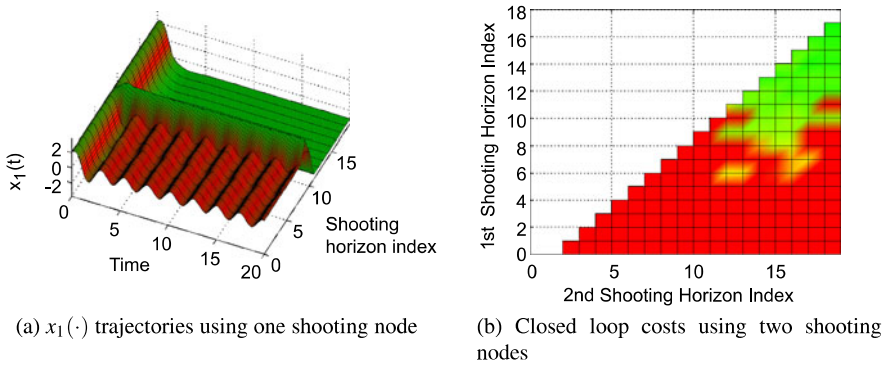 x₁(t)
2
0
-2
0
5
10
15
20
Time
0
5
10
15
Shooting
horizon index
(a) x₁(·) trajectories using one shooting node
18
16
14
12
10
8
6
4
2
0
1st Shooting Horizon Index
0
5
10
15
2nd Shooting Horizon Index
(b) Closed loop costs using two shooting
nodes